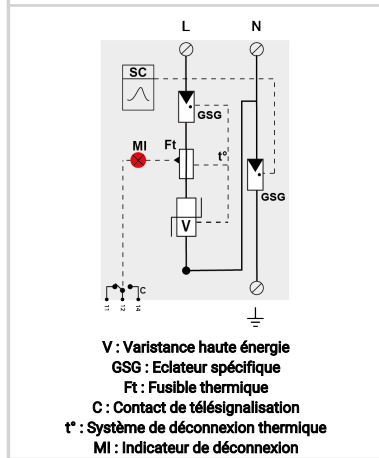 L N
SC
GSG
MI Ft t°
GSG
V
C
11 12 14
V : Varistance haute énergie
GSG : Eclateur spécifique
Ft : Fusible thermique
C : Contact de télésignalisation
t° : Système de déconnexion thermique
MI : Indicateur de déconnexion